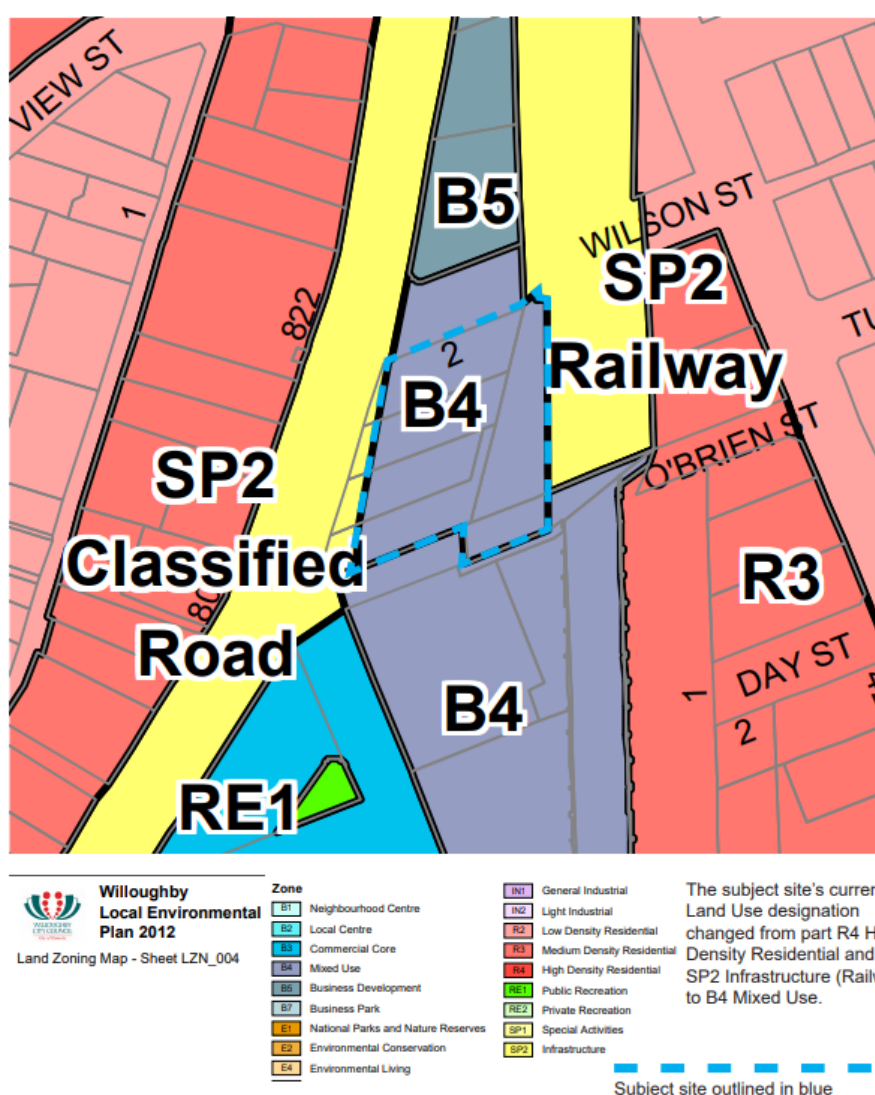 VIEW ST
B5
WILSON ST
1
SP2
822
TU
2
Railway
B4
O'BRIEN ST
SP2
Classified
R3
80
Road
DAY ST
B4
1
2
RE1
Willoughby
Local Environmental
Plan 2012
Land Zoning Map - Sheet LZN_004
WILLOUGHBY
CITY COUNCIL
Zone
B1 Neighbourhood Centre
B2 Local Centre
B3 Commercial Core
B4 Mixed Use
B5 Business Development
B7 Business Park
E1 National Parks and Nature Reserves
E2 Environmental Conservation
E4 Environmental Living
IN1 General Industrial
IN2 Light Industrial
R2 Low Density Residential
R3 Medium Density Residential
R4 High Density Residential
RE1 Public Recreation
RE2 Private Recreation
SP1 Special Activities
SP2 Infrastructure
The subject site's curren
Land Use designation
changed from part R4 H
Density Residential and
SP2 Infrastructure (Railw
to B4 Mixed Use.
Subject site outlined in blue